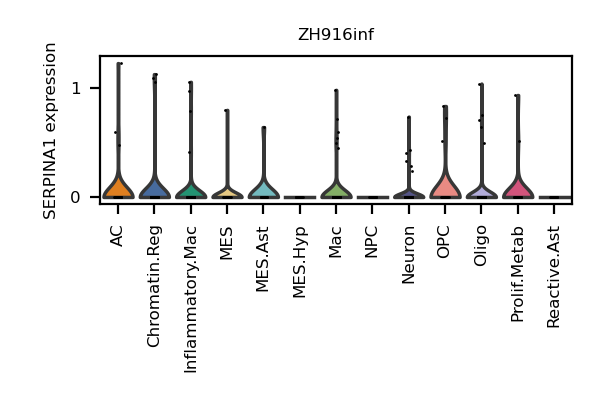 ZH916inf
SERPINA1 expression
1
0
AC
Chromatin.Reg
Inflammatory.Mac
MES
MES.Ast
MES.Hyp
Mac
NPC
Neuron
OPC
Oligo
Prolif.Metab
Reactive.Ast